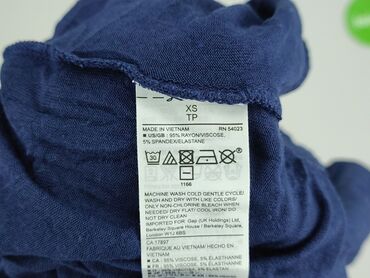 XS
TP
MADE IN VIETNAM RN 54023
■ US/GB: 95% RAYON/VISCOSE,
5% SPANDEX/ELASTANE
30
1166
MACHINE WASH COLD GENTLE CYCLE/
WASH AND DRY WITH LIKE COLORS/
ONLY NON-CHLORINE BLEACH WHEN
NEEDED/DRY FLAT/ COOL IRON/ DO
NOT DRY CLEAN
IMPORTED FOR Gap (UK Holdings) Ltd.,
Berkeley Square House / Berkeley Square,
London W1J 6BS
CA 17897
FABRIQUÉ AU VIETNAM/ HECHO EN
VIETNAM
95% VISCOSE, 5% ÉLASTHANNE